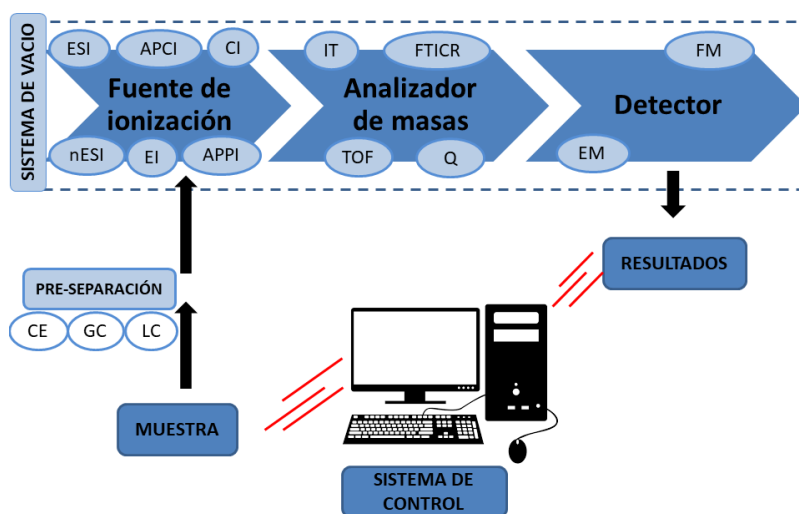 SISTEMA DE VACIO
ESI
APCI
CI
Fuente de
ionización
nESI
EI
APPI
IT
FTICR
Analizador
de masas
TOF
Q
FM
Detector
EM
PRE-SEPARACIÓN
CE
GC
LC
MUESTRA
RESULTADOS
SISTEMA DE
CONTROL